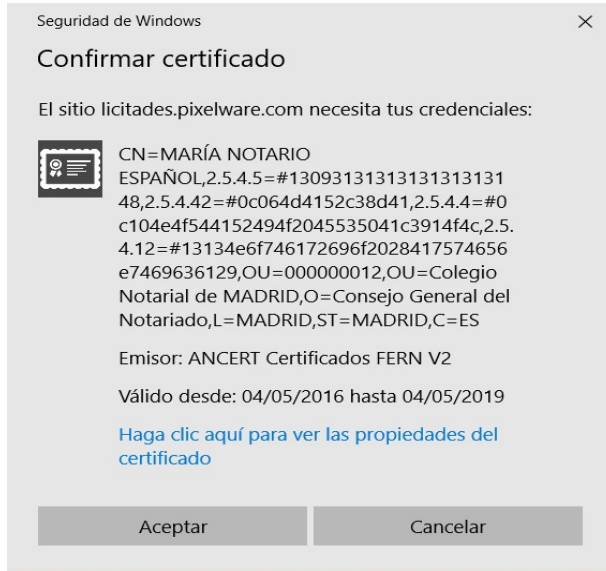 Seguridad de Windows
Confirmar certificado
El sitio licitades.pixelware.com necesita tus credenciales:
CN=MARÍA NOTARIO
ESPAÑOL,2.5.4.5=#13093131313131313131
48,2.5.4.42=#0c064d4152c38d41,2.5.4.4=#0
c104e4f544152494f2045535041c3914f4c,2.5.
4.12=#13134e6f746172696f2028417574656
e7469636129,OU=000000012,OU=Colegio
Notarial de MADRID,O=Consejo General del
Notariado,L=MADRID,ST=MADRID,C=ES
Emisor: ANCERT Certificados FERN V2
Válido desde: 04/05/2016 hasta 04/05/2019
Haga clic aquí para ver las propiedades del
certificado
Aceptar
Cancelar